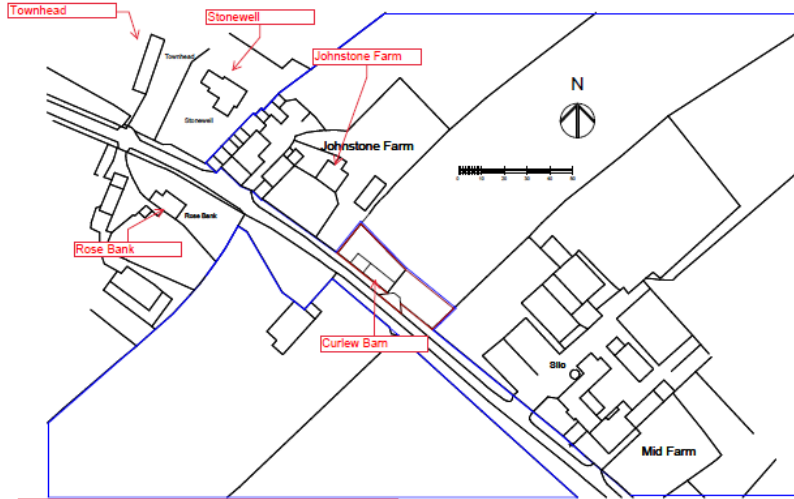 Townhead
Stonewell
Townhead
Johnstone Farm
N
Stonewell
Johnstone Farm
Rose Bank
Rose Bank
Curlew Barn
Silo
Mid Farm